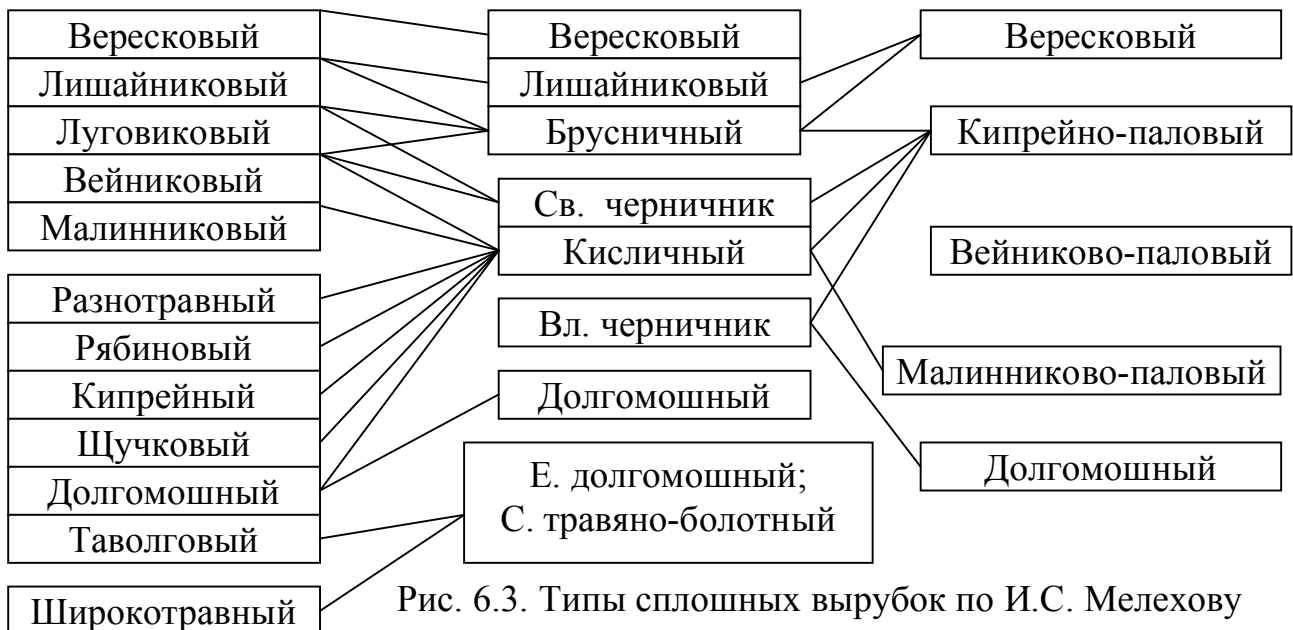 Вересковый
Лишайниковый
Луговиковый
Вейниковый
Малинниковый
Разнотравный
Рябиновый
Кипрейный
Щучковый
Долгомошный
Таволговый
Широкотравный
Вересковый
Лишайниковый
Брусничный
Св. черничник
Кисличный
Вл. черничник
Долгомошный
Е. долгомошный;
С. травяно-болотный
Вересковый
Кипрейно-паловый
Вейниково-паловый
Малинниково-паловый
Долгомошный
Рис. 6.3. Типы сплошных вырубок по И.С. Мелехову